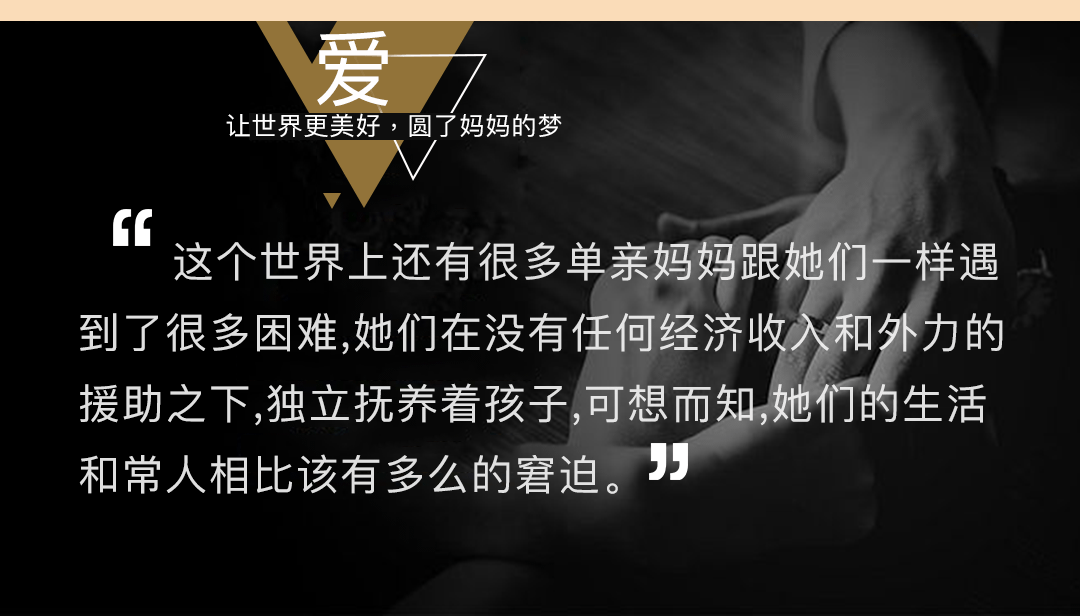 爱
让世界更美好，圆了妈妈的梦
“ 这个世界上还有很多单亲妈妈跟她们一样遇
到了很多困难,她们在没有任何经济收入和外力的
援助之下,独立抚养着孩子,可想而知,她们的生活
和常人相比该有多么的窘迫。”